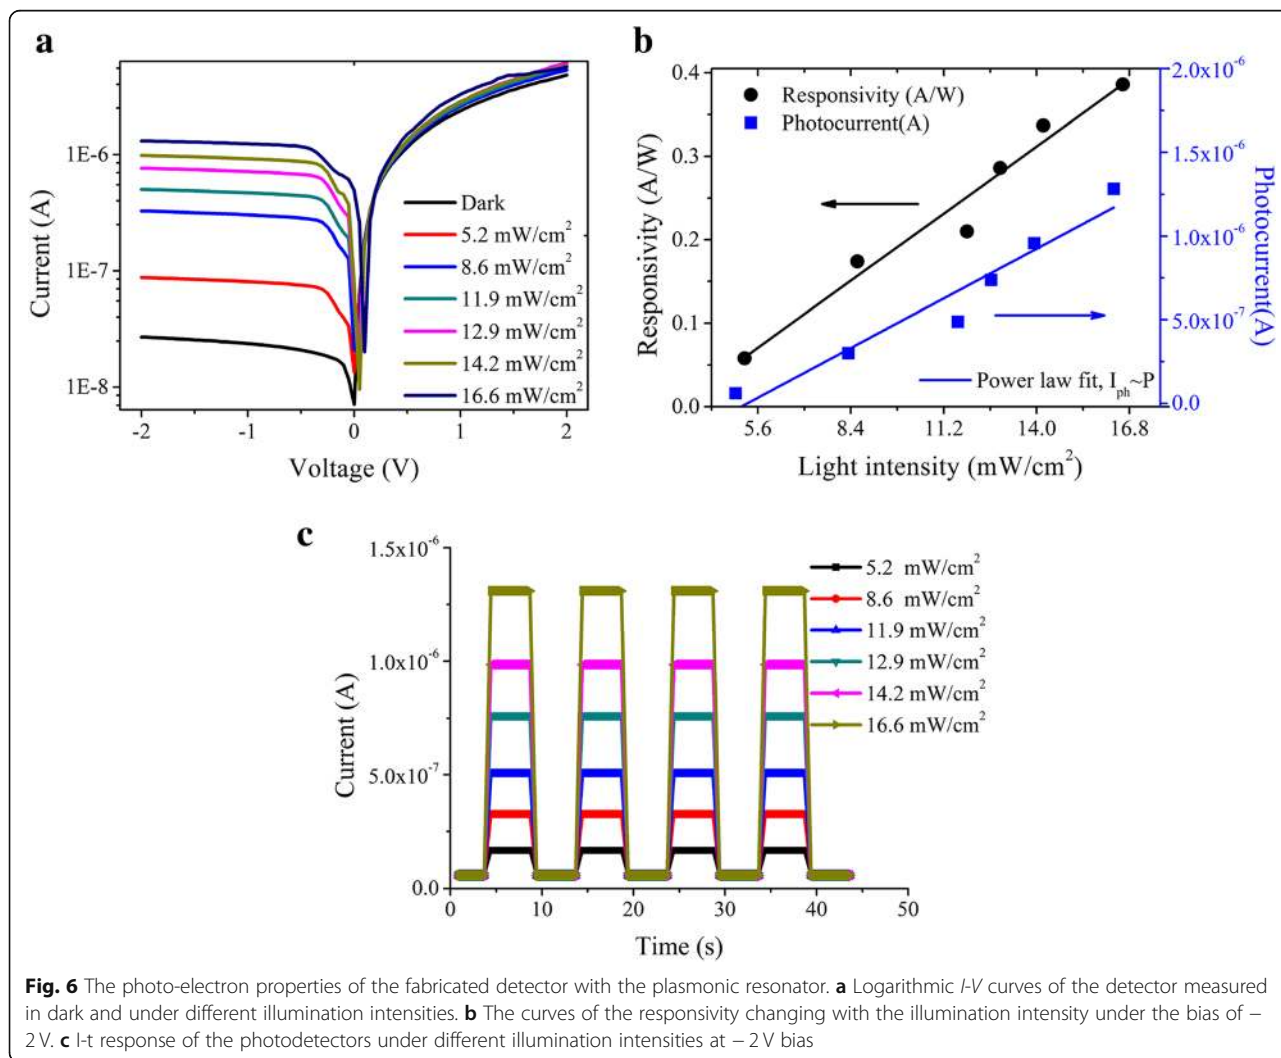 a
Current (A)
1E-6
1E-7
1E-8
-2
-1
0
1
2
Voltage (V)
Dark
5.2 mW/cm²
8.6 mW/cm²
11.9 mW/cm²
12.9 mW/cm²
14.2 mW/cm²
16.6 mW/cm²
b
Responsivity (A/W)
0.4
0.3
0.2
0.1
0.0
5.6
8.4
11.2
14.0
16.8
Light intensity (mW/cm²)
Responsivity (A/W)
Photocurrent(A)
Power law fit, I_ph~P
2.0x10⁻⁶
1.5x10⁻⁶
1.0x10⁻⁶
5.0x10⁻⁷
0.0
Photocurrent(A)
c
Current (A)
1.5x10⁻⁶
1.0x10⁻⁶
5.0x10⁻⁷
0.0
0
10
20
30
40
50
Time (s)
5.2 mW/cm²
8.6 mW/cm²
11.9 mW/cm²
12.9 mW/cm²
14.2 mW/cm²
16.6 mW/cm²
Fig. 6 The photo-electron properties of the fabricated detector with the plasmonic resonator. a Logarithmic I-V curves of the detector measured
in dark and under different illumination intensities. b The curves of the responsivity changing with the illumination intensity under the bias of −
2 V. c I-t response of the photodetectors under different illumination intensities at − 2 V bias